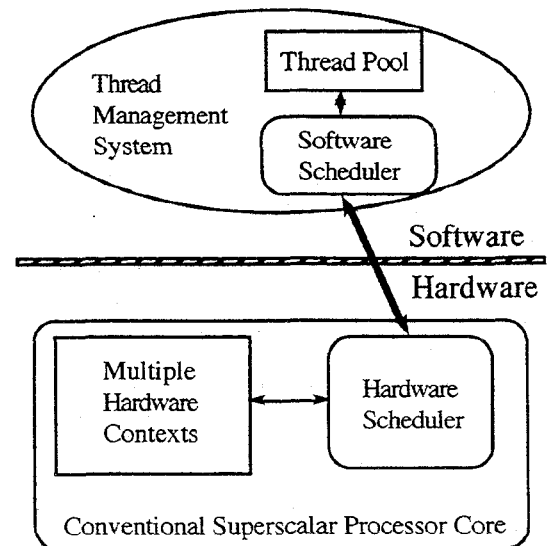 Thread Pool
Thread
Management
System
Software
Scheduler
Software
Hardware
Multiple
Hardware
Contexts
Hardware
Scheduler
Conventional Superscalar Processor Core